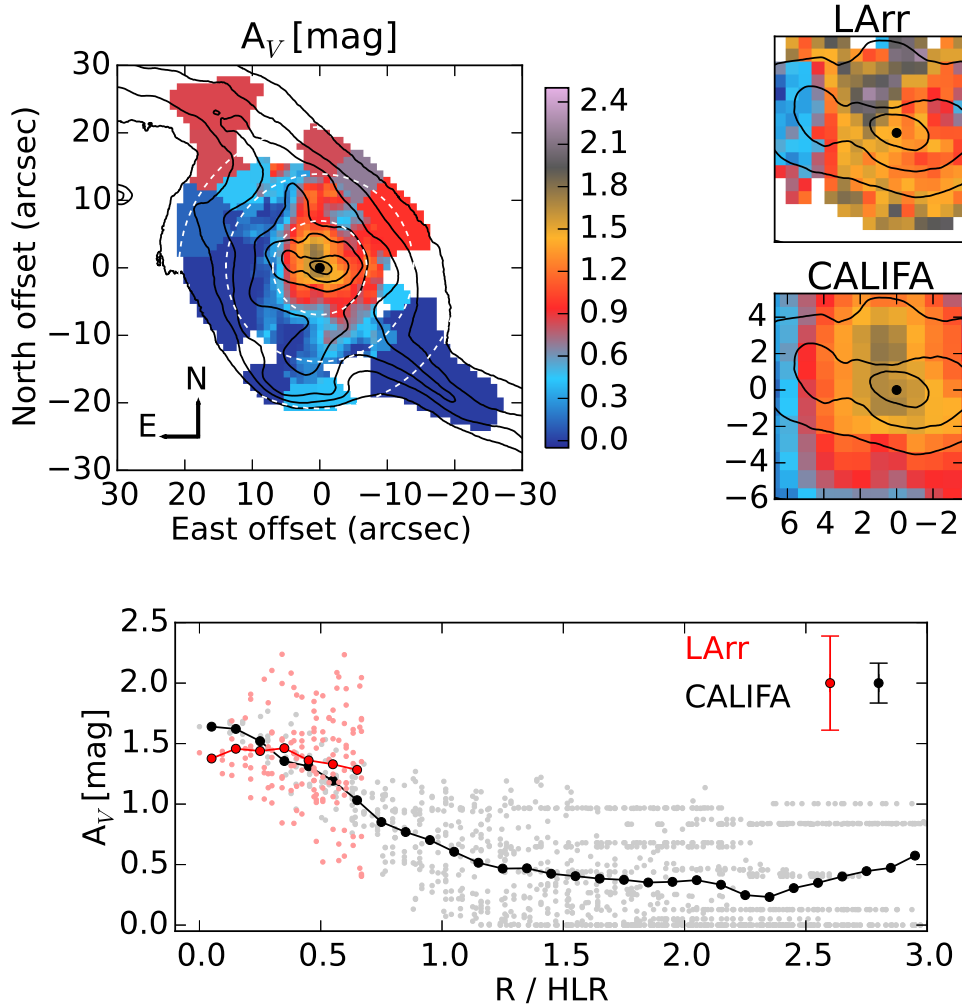 A_V [mag]
30
20
10
0
−10
−20
−30
30 20 10 0 −10 −20 −30
North offset (arcsec)
East offset (arcsec)
N
E
2.4
2.1
1.8
1.5
1.2
0.9
0.6
0.3
0.0
LArr
CALIFA
4
2
0
−2
−4
−6
6 4 2 0 −2
2.5
2.0
1.5
1.0
0.5
0.0
A_V [mag]
LArr
CALIFA
0.0 0.5 1.0 1.5 2.0 2.5 3.0
R / HLR